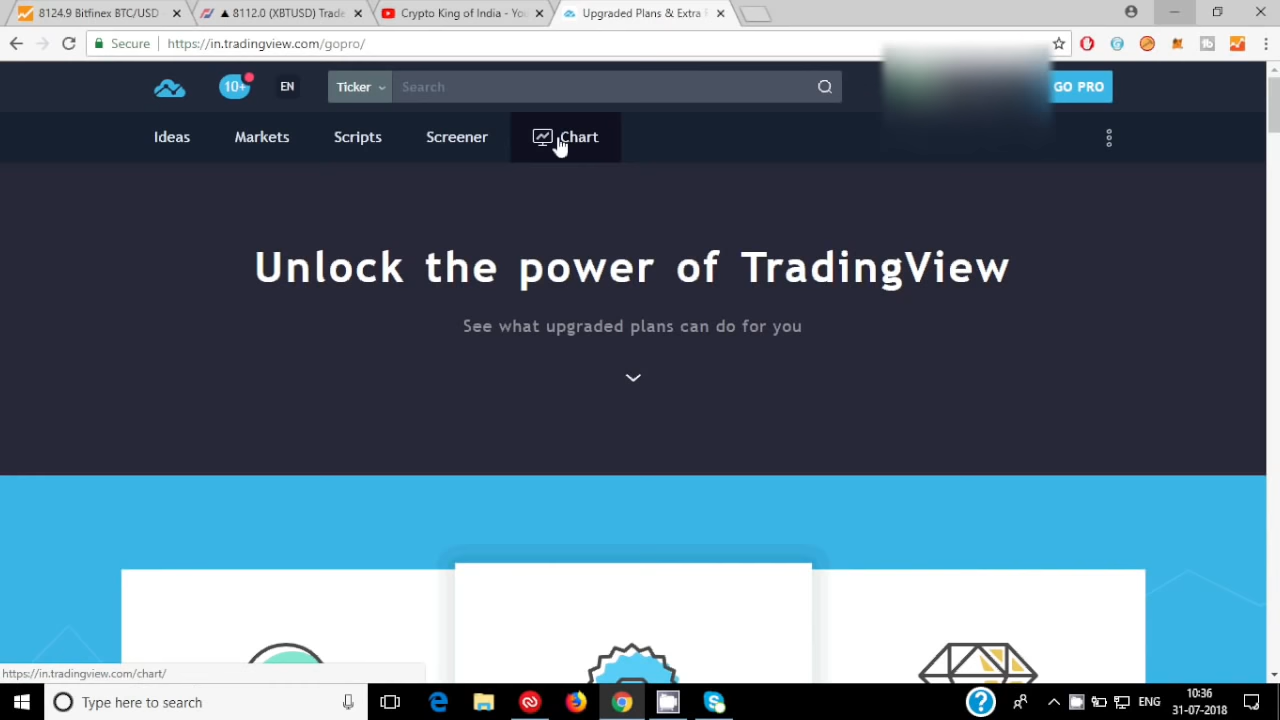 8124.9 Bitfinex BTC/USD
▲ 8112.0 (XBTUSD) Trade
Crypto King of India - You
Upgraded Plans & Extra F
Secure
https://in.tradingview.com/gopro/
10+
EN
Ticker
Search
GO PRO
Ideas
Markets
Scripts
Screener
Chart
Unlock the power of TradingView
See what upgraded plans can do for you
https://in.tradingview.com/chart/
Type here to search
ENG
10:36
31-07-2018